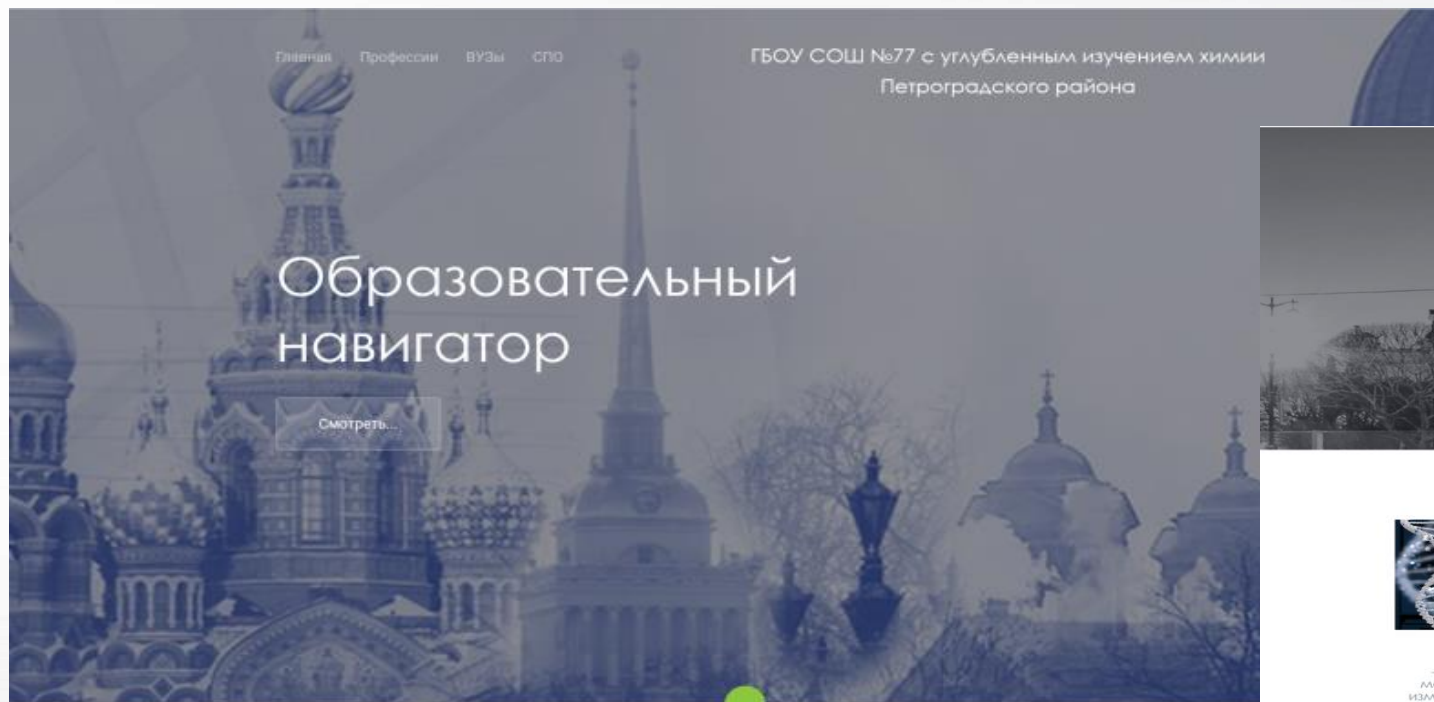 Главная Профессии ВУЗы СПО
ГБОУ СОШ №77 с углубленным изучением химии
Петроградского района
Образовательный
навигатор
Смотреть...